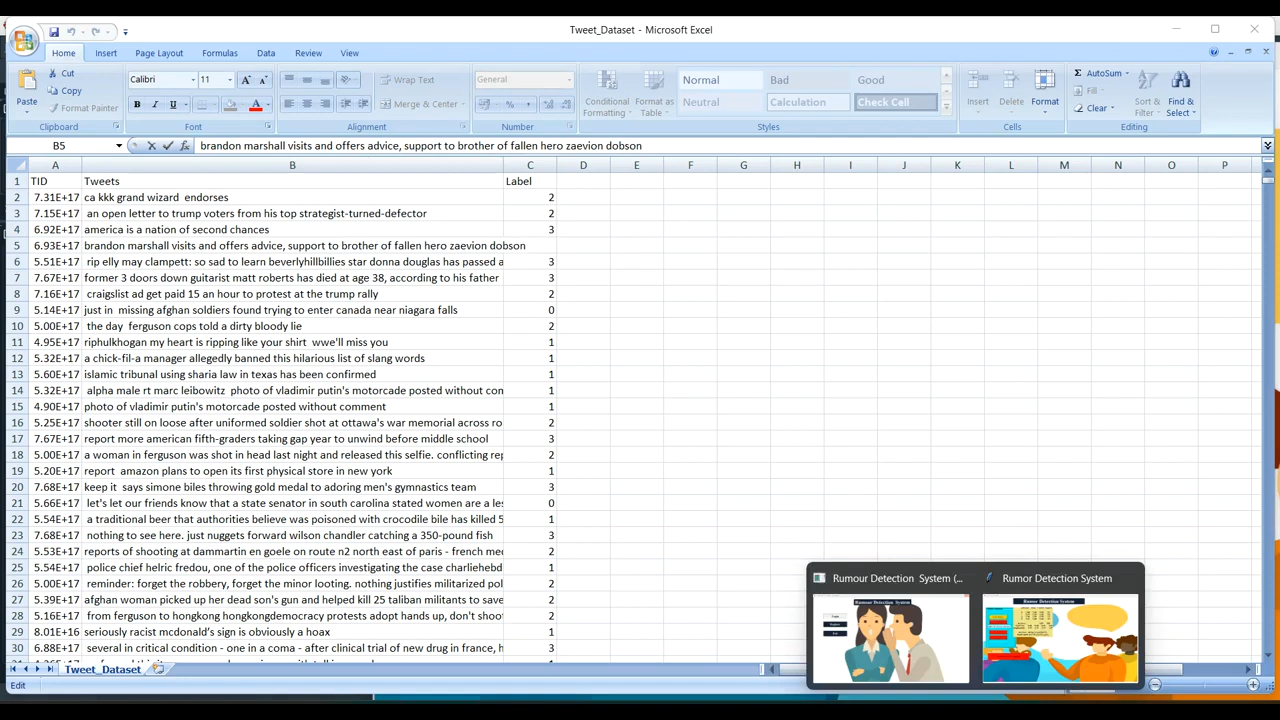 Tweet_Dataset - Microsoft Excel
Home Insert Page Layout Formulas Data Review View
Paste Cut Copy Format Painter Clipboard
Calibri 11 B I U Font
Wrap Text Merge & Center Alignment
General Number
Conditional Formatting Format as Table Normal Bad Good Neutral Calculation Check Cell Styles
Insert Delete Format Cells
AutoSum Fill Clear Sort & Filter Find & Select Editing
B5 fx brandon marshall visits and offers advice, support to brother of fallen hero zaevion dobson
A B C D E F G H I J K L M N O P
1 TID Tweets Label
2 7.31E+17 ca kkk grand wizard endorses 2
3 7.15E+17 an open letter to trump voters from his top strategist-turned-defector 2
4 6.92E+17 america is a nation of second chances 3
5 6.93E+17 brandon marshall visits and offers advice, support to brother of fallen hero zaevion dobson
6 5.51E+17 rip elly may clampett: so sad to learn beverlyhillbillies star donna douglas has passed a 3
7 7.67E+17 former 3 doors down guitarist matt roberts has died at age 38, according to his father 3
8 7.16E+17 craigslist ad get paid 15 an hour to protest at the trump rally 2
9 5.14E+17 just in missing afghan soldiers found trying to enter canada near niagara falls 0
10 5.00E+17 the day ferguson cops told a dirty bloody lie 2
11 4.95E+17 riphulkhogan my heart is ripping like your shirt wwe'll miss you 1
12 5.32E+17 a chick-fil-a manager allegedly banned this hilarious list of slang words 1
13 5.60E+17 islamic tribunal using sharia law in texas has been confirmed 1
14 5.32E+17 alpha male rt marc leibowitz photo of vladimir putin's motorcade posted without con 1
15 4.90E+17 photo of vladimir putin's motorcade posted without comment 1
16 5.25E+17 shooter still on loose after uniformed soldier shot at ottawa's war memorial across ro 2
17 7.67E+17 report more american fifth-graders taking gap year to unwind before middle school 3
18 5.00E+17 a woman in ferguson was shot in head last night and released this selfie. conflicting rep 2
19 5.20E+17 report amazon plans to open its first physical store in new york 1
20 7.68E+17 keep it says simone biles throwing gold medal to adoring men's gymnastics team 3
21 5.66E+17 let's let our friends know that a state senator in south carolina stated women are a les 0
22 5.54E+17 a traditional beer that authorities believe was poisoned with crocodile bile has killed 5 1
23 7.68E+17 nothing to see here. just nuggets forward wilson chandler catching a 350-pound fish 3
24 5.53E+17 reports of shooting at dammartin en goele on route n2 north east of paris - french med 2
25 5.54E+17 police chief helric fredou, one of the police officers investigating the case charliehebd 1
26 5.00E+17 reminder: forget the robbery, forget the minor looting. nothing justifies militarized pol 2
27 5.39E+17 afghan woman picked up her dead son's gun and helped kill 25 taliban militants to save 2
28 5.16E+17 from ferguson to hongkong hongkongdemocracy protests adopt hands up, don't shoot 2
29 8.01E+16 seriously racist mcdonald's sign is obviously a hoax 1
30 6.88E+17 several in critical condition - one in a coma - after clinical trial of new drug in france, h 3
Rumour Detection System (... Rumor Detection System
Rumour Detection System
Rumor Detection System
Tweet_Dataset
Edit